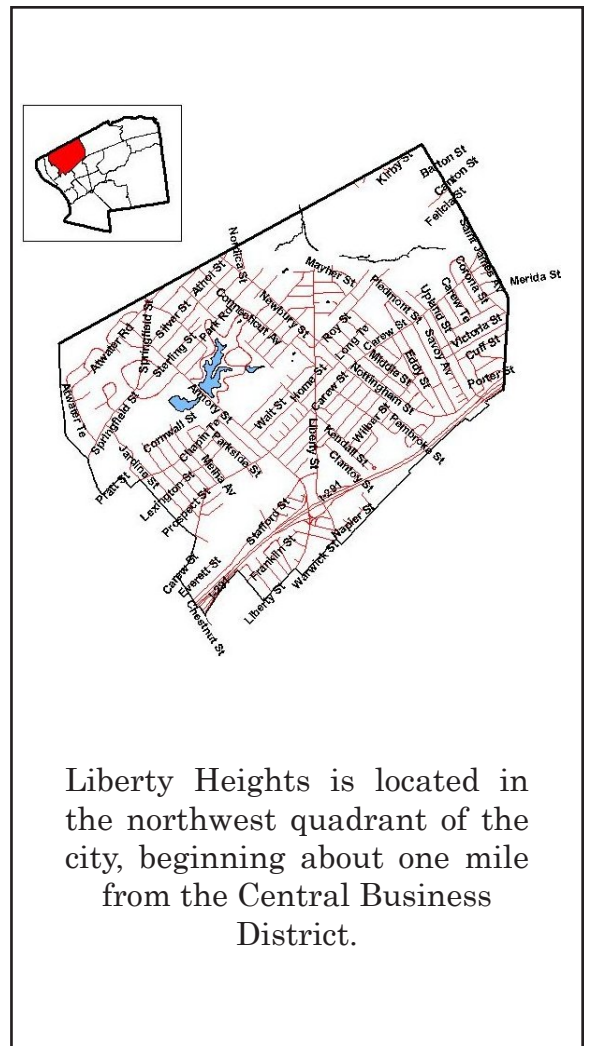 Kirby St
Barton St
Canton St
Felicia St
Saint James Av
Merida St
Nordica St
Athol St
Mayher St
Piedmont St
Corona St
Carew Te
Upland St
Victoria St
Cuff St
Porter St
Savoy Av
Eddy St
Newbury St
Connecticut Av
Park Rd
Silver St
Sterling St
Springfield St
Atwater Rd
Atwater Te
Springfield St
Roy St
Long Te
Carew St
Middle St
Nottingham St
Home St
Carew St
Walt St
Armory St
Cornwall St
Chapin Te
Parkside St
Melha Av
Jardine St
Pratt St
Lexington St
Prospect St
Liberty St
Wilber St
Pembroke St
Kendall St
Clantoy St
I-291
Napier St
Stafford St
Franklin St
Warwick St
Liberty St
Carew St
Everett St
I-291
Chestnut St
Liberty Heights is located in
the northwest quadrant of the
city, beginning about one mile
from the Central Business
District.